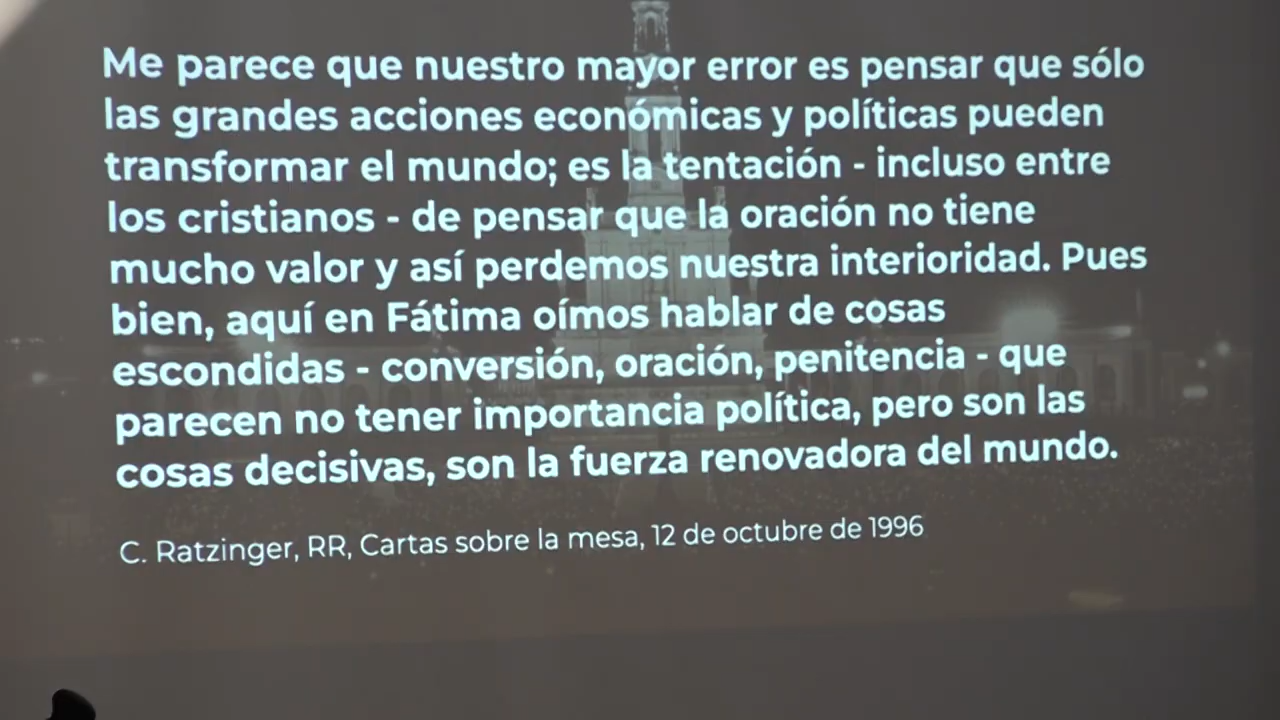 Me parece que nuestro mayor error es pensar que sólo
las grandes acciones económicas y políticas pueden
transformar el mundo; es la tentación - incluso entre
los cristianos - de pensar que la oración no tiene
mucho valor y así perdemos nuestra interioridad. Pues
bien, aquí en Fátima oímos hablar de cosas
escondidas - conversión, oración, penitencia - que
parecen no tener importancia política, pero son las
cosas decisivas, son la fuerza renovadora del mundo.
C. Ratzinger, RR, Cartas sobre la mesa, 12 de octubre de 1996